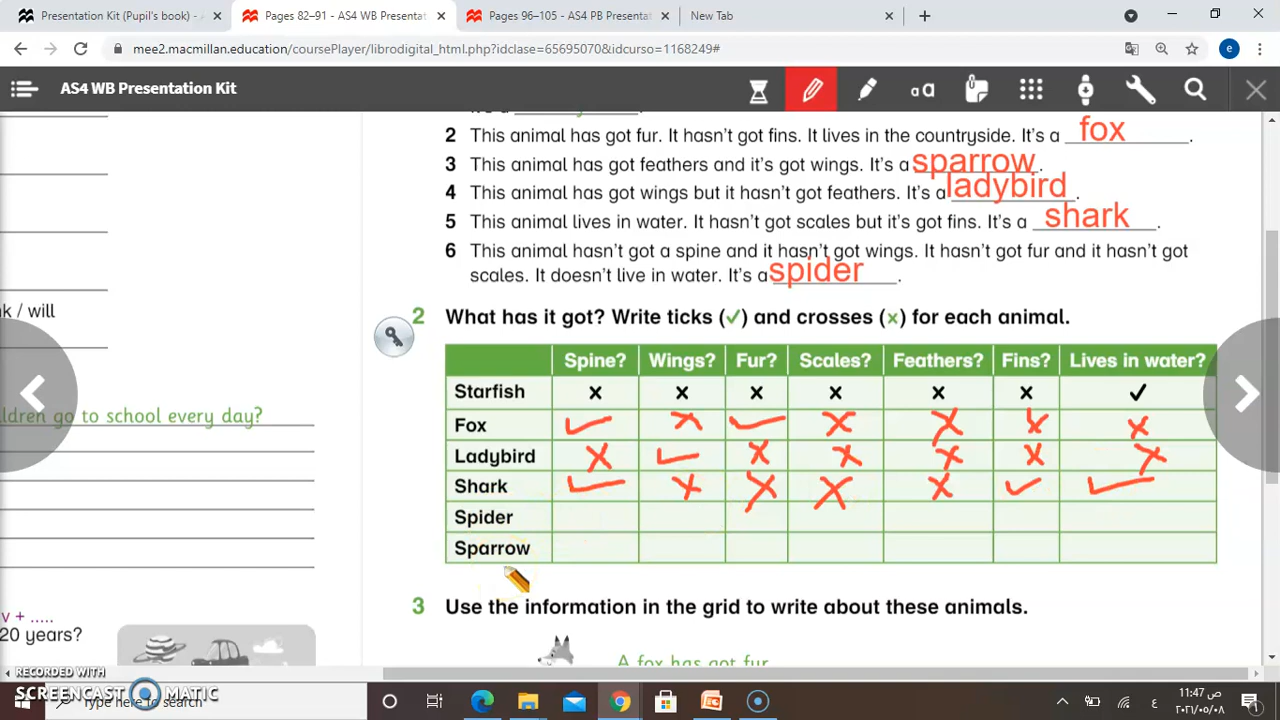 Presentation Kit (Pupil's book) - A
Pages 82–91 – AS4 WB Presentat
Pages 96–105 - AS4 PB Presentat
New Tab
mee2.macmillan.education/coursePlayer/librodigital_html.php?idclase=65695070&idcurso=1168249#
e
AS4 WB Presentation Kit
aa
2 This animal has got fur. It hasn't got fins. It lives in the countryside. It's a fox.
3 This animal has got feathers and it's got wings. It's a sparrow.
4 This animal has got wings but it hasn't got feathers. It's a ladybird.
5 This animal lives in water. It hasn't got scales but it's got fins. It's a shark.
6 This animal hasn't got a spine and it hasn't got wings. It hasn't got fur and it hasn't got
scales. It doesn't live in water. It's a spider.
nk / will
ildren go to school every day?
v + .....
20 years?
2 What has it got? Write ticks (✓) and crosses (x) for each animal.
Spine? Wings? Fur? Scales? Feathers? Fins? Lives in water?
Starfish x x x x x x ✓
Fox ✓ x ✓ x x x x
Ladybird x ✓ x x x x x
Shark ✓ x x x x ✓ ✓
Spider
Sparrow
3 Use the information in the grid to write about these animals.
A fox has got fur
RECORDED WITH
SCREENCAST MATIC
Type here to search
ع
11:47 ص
٢٠٢١/٠٥/٠٨
1